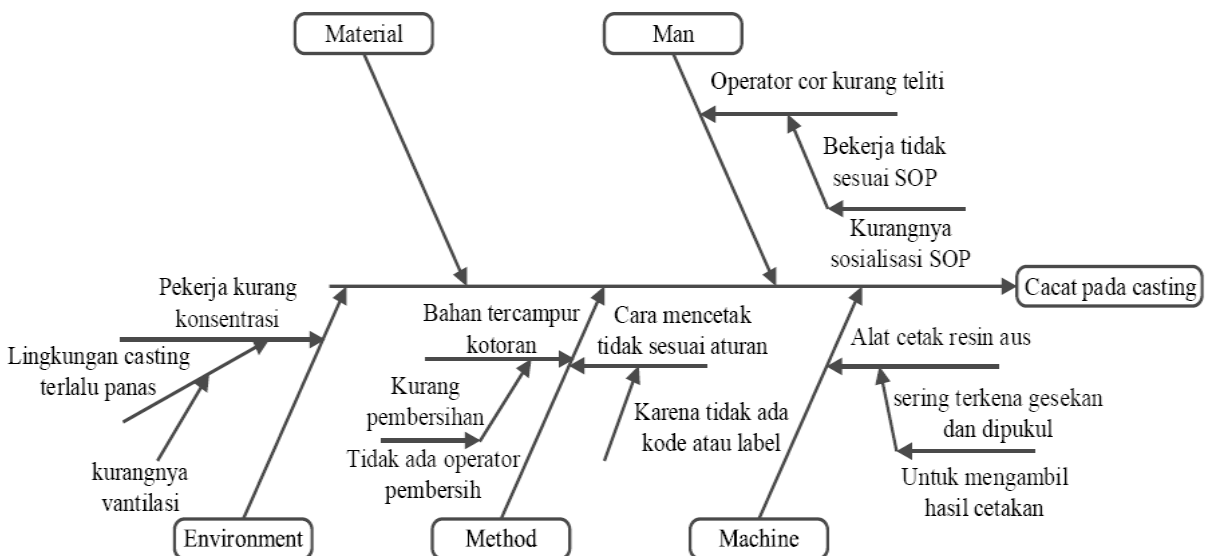 Material
Man
Operator cor kurang teliti
Bekerja tidak
sesuai SOP
Kurangnya
sosialisasi SOP
Cacat pada casting
Pekerja kurang
konsentrasi
Lingkungan casting
terlalu panas
kurangnya
vantilasi
Bahan tercampur
kotoran
Kurang
pembersihan
Tidak ada operator
pembersih
Cara mencetak
tidak sesuai aturan
Karena tidak ada
kode atau label
Alat cetak resin aus
sering terkena gesekan
dan dipukul
Untuk mengambil
hasil cetakan
Environment
Method
Machine